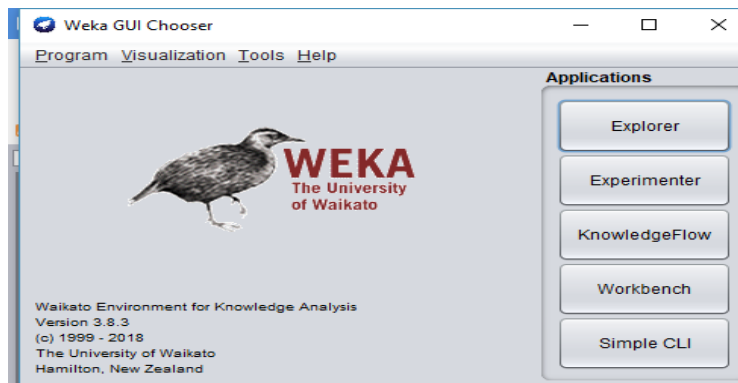 Weka GUI Chooser
Program Visualization Tools Help
Applications
Explorer
Experimenter
KnowledgeFlow
Workbench
Simple CLI
WEKA
The University
of Waikato
Waikato Environment for Knowledge Analysis
Version 3.8.3
(c) 1999 - 2018
The University of Waikato
Hamilton, New Zealand